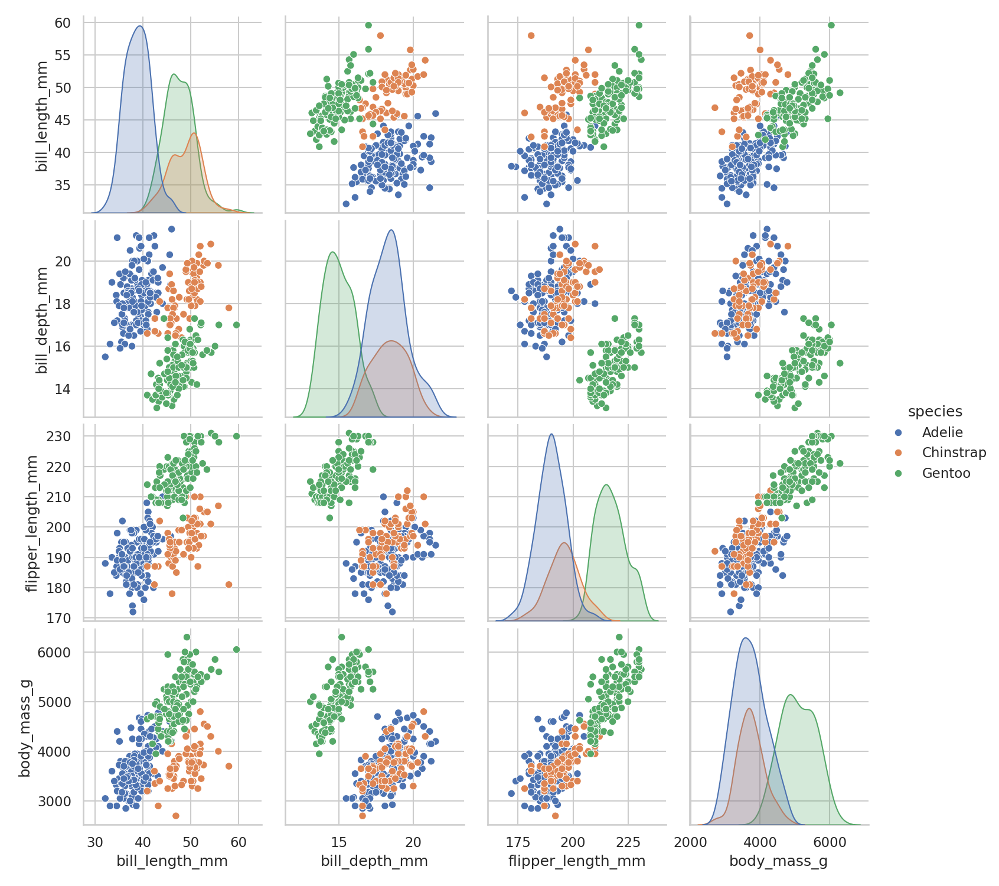 60
55
50
45
40
35
bill_length_mm
20
18
16
14
bill_depth_mm
230
220
210
200
190
180
170
flipper_length_mm
6000
5000
4000
3000
body_mass_g
30 40 50 60
bill_length_mm
15 20
bill_depth_mm
175 200 225
flipper_length_mm
2000 4000 6000
body_mass_g
species
Adelie
Chinstrap
Gentoo